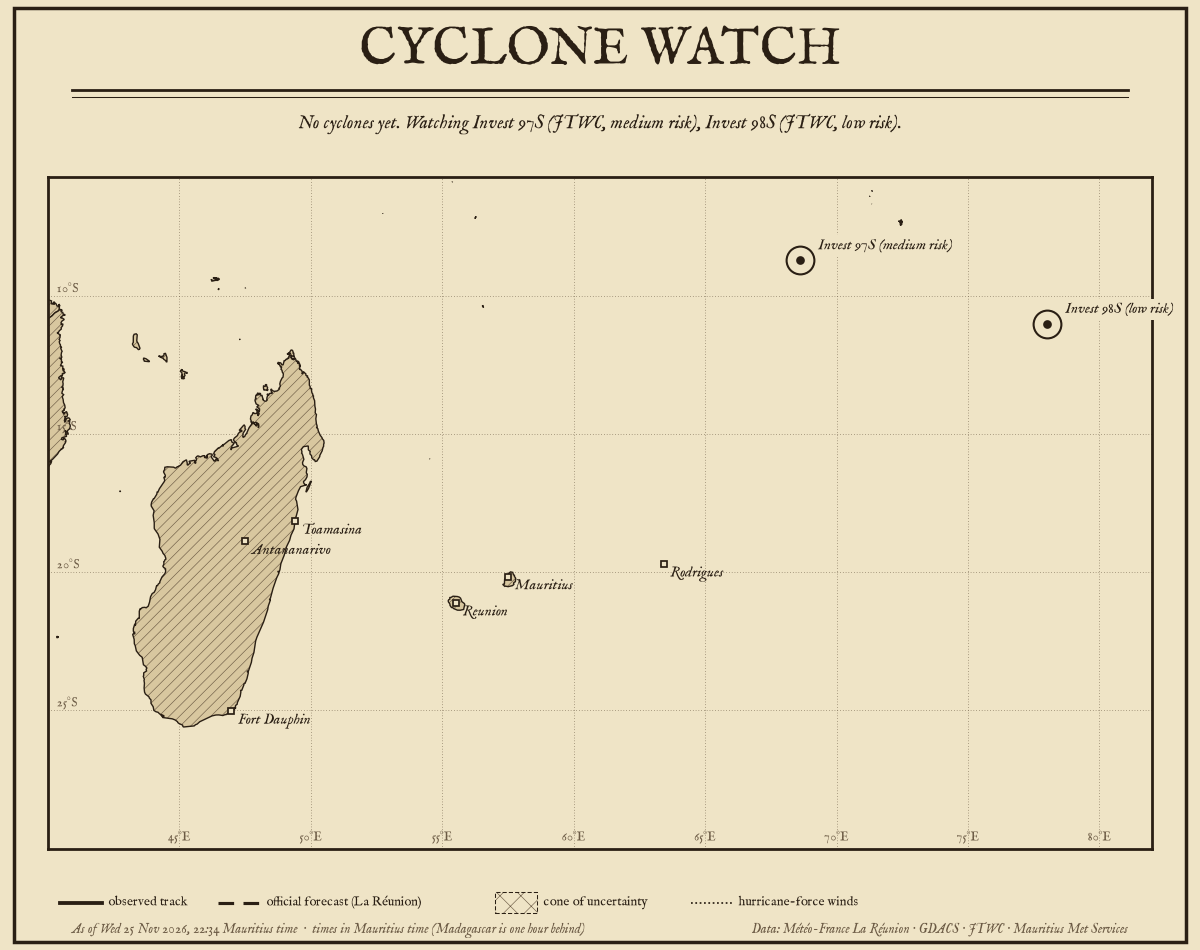 CYCLONE WATCH
No cyclones yet. Watching Invest 97S (JTWC, medium risk), Invest 98S (JTWC, low risk).
Invest 97S (medium risk)
10°S
Invest 98S (low risk)
15°S
Toamasina
Antananarivo
20°S
Rodrigues
Mauritius
Reunion
25°S
Fort Dauphin
45°E 50°E 55°E 60°E 65°E 70°E 75°E 80°E
observed track official forecast (La Réunion) cone of uncertainty hurricane-force winds
As of Wed 25 Nov 2026, 22:34 Mauritius time · times in Mauritius time (Madagascar is one hour behind) Data: Météo-France La Réunion · GDACS · JTWC · Mauritius Met Services